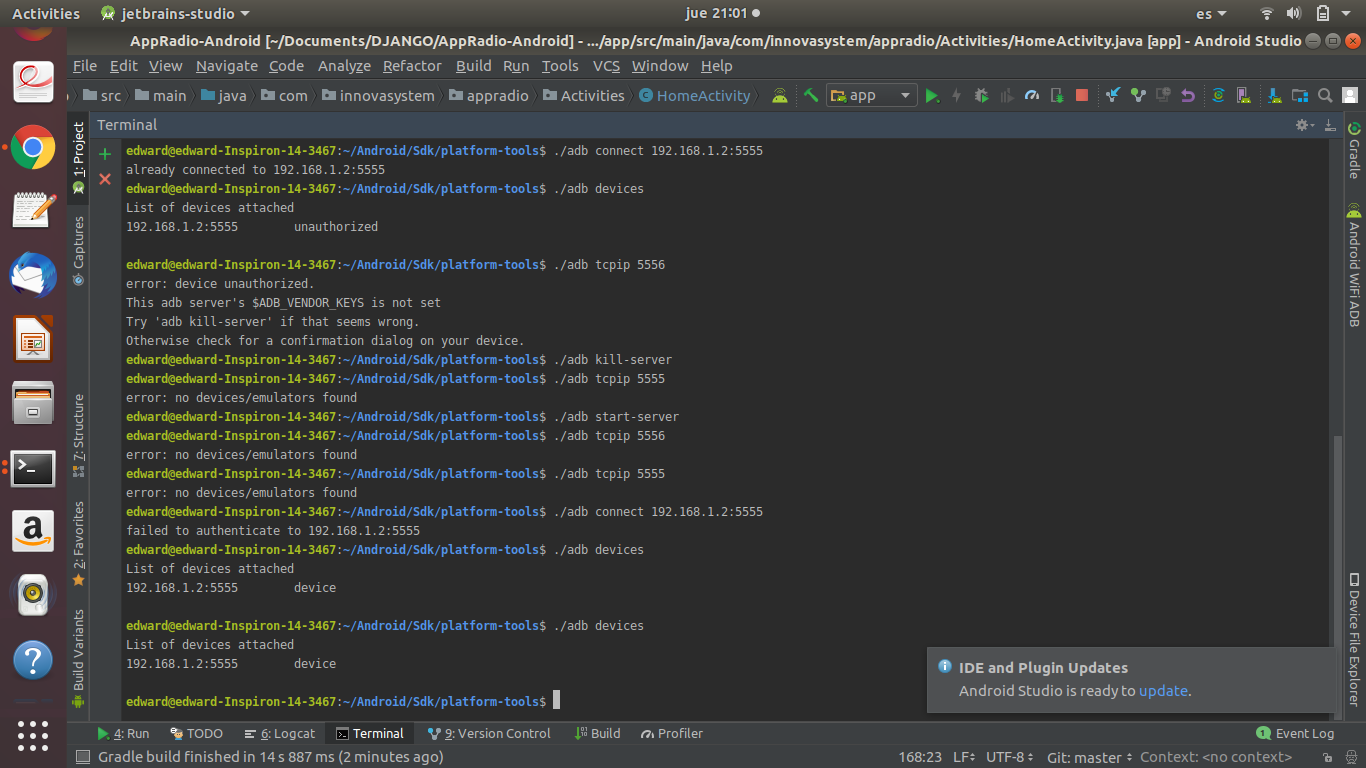 Activities
jetbrains-studio
jue 21:01
es
AppRadio-Android [~/Documents/DJANGO/AppRadio-Android] - .../app/src/main/java/com/innovasystem/appradio/Activities/HomeActivity.java [app] - Android Studio
File Edit View Navigate Code Analyze Refactor Build Run Tools VCS Window Help
src main java com innovasystem appradio Activities HomeActivity app
Terminal
edward@edward-Inspiron-14-3467:~/Android/Sdk/platform-tools$ ./adb connect 192.168.1.2:5555
already connected to 192.168.1.2:5555
edward@edward-Inspiron-14-3467:~/Android/Sdk/platform-tools$ ./adb devices
List of devices attached
192.168.1.2:5555 unauthorized
edward@edward-Inspiron-14-3467:~/Android/Sdk/platform-tools$ ./adb tcpip 5556
error: device unauthorized.
This adb server's $ADB_VENDOR_KEYS is not set
Try 'adb kill-server' if that seems wrong.
Otherwise check for a confirmation dialog on your device.
edward@edward-Inspiron-14-3467:~/Android/Sdk/platform-tools$ ./adb kill-server
edward@edward-Inspiron-14-3467:~/Android/Sdk/platform-tools$ ./adb tcpip 5555
error: no devices/emulators found
edward@edward-Inspiron-14-3467:~/Android/Sdk/platform-tools$ ./adb start-server
edward@edward-Inspiron-14-3467:~/Android/Sdk/platform-tools$ ./adb tcpip 5556
error: no devices/emulators found
edward@edward-Inspiron-14-3467:~/Android/Sdk/platform-tools$ ./adb tcpip 5555
error: no devices/emulators found
edward@edward-Inspiron-14-3467:~/Android/Sdk/platform-tools$ ./adb connect 192.168.1.2:5555
failed to authenticate to 192.168.1.2:5555
edward@edward-Inspiron-14-3467:~/Android/Sdk/platform-tools$ ./adb devices
List of devices attached
192.168.1.2:5555 device
edward@edward-Inspiron-14-3467:~/Android/Sdk/platform-tools$ ./adb devices
List of devices attached
192.168.1.2:5555 device
edward@edward-Inspiron-14-3467:~/Android/Sdk/platform-tools$
1: Project
Captures
7: Structure
2: Favorites
Build Variants
Gradle
Android WiFi ADB
Device File Explorer
IDE and Plugin Updates
Android Studio is ready to update.
4: Run TODO 6: Logcat Terminal 9: Version Control Build Profiler 1 Event Log
Gradle build finished in 14 s 887 ms (2 minutes ago) 168:23 LF UTF-8 Git: master Context: <no context>